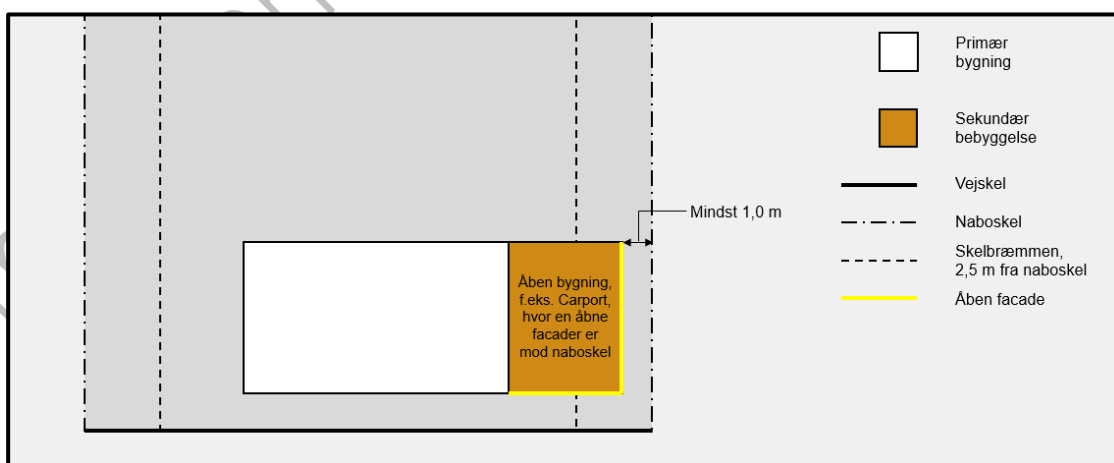 Primær
bygning
Sekundær
bebyggelse
Vejskel
Mindst 1,0 m
Naboskel
Skelbræmmen,
2,5 m fra naboskel
Åben facade
Åben bygning,
f.eks. Carport,
hvor en åbne
facader er
mod naboskel